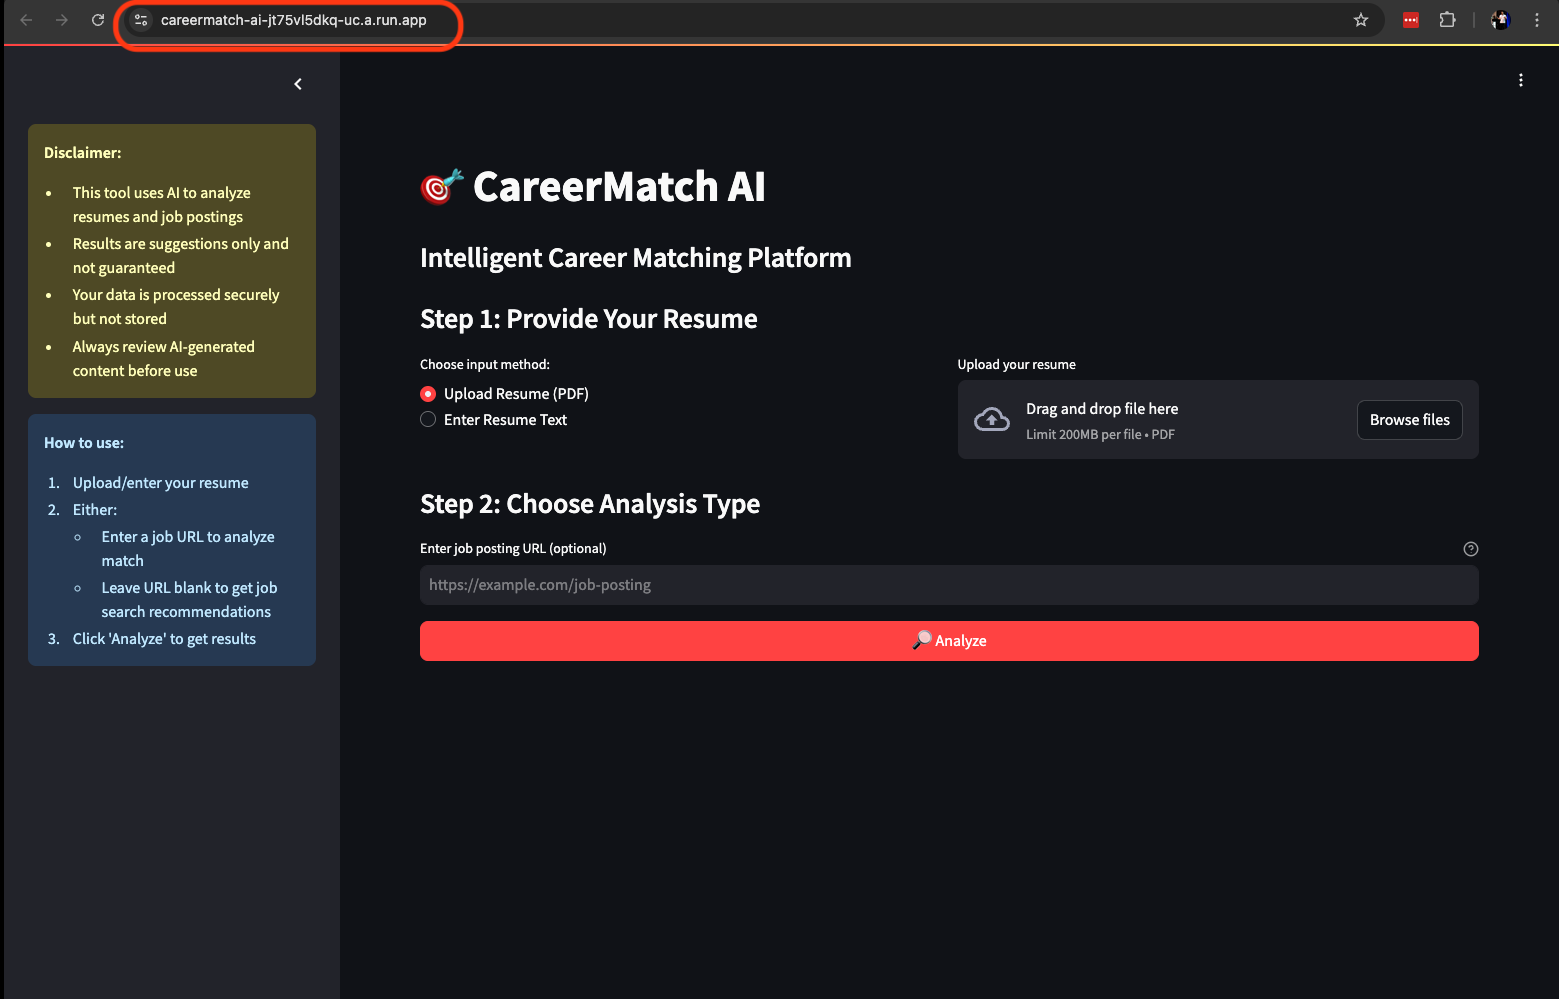 careermatch-ai-jt75vl5dkq-uc.a.run.app
Disclaimer:
• This tool uses AI to analyze
resumes and job postings
• Results are suggestions only and
not guaranteed
• Your data is processed securely
but not stored
• Always review AI-generated
content before use
How to use:
1. Upload/enter your resume
2. Either:
◦ Enter a job URL to analyze
match
◦ Leave URL blank to get job
search recommendations
3. Click 'Analyze' to get results
CareerMatch AI
Intelligent Career Matching Platform
Step 1: Provide Your Resume
Choose input method:
Upload Resume (PDF)
Enter Resume Text
Upload your resume
Drag and drop file here
Limit 200MB per file • PDF
Browse files
Step 2: Choose Analysis Type
Enter job posting URL (optional)
https://example.com/job-posting
Analyze